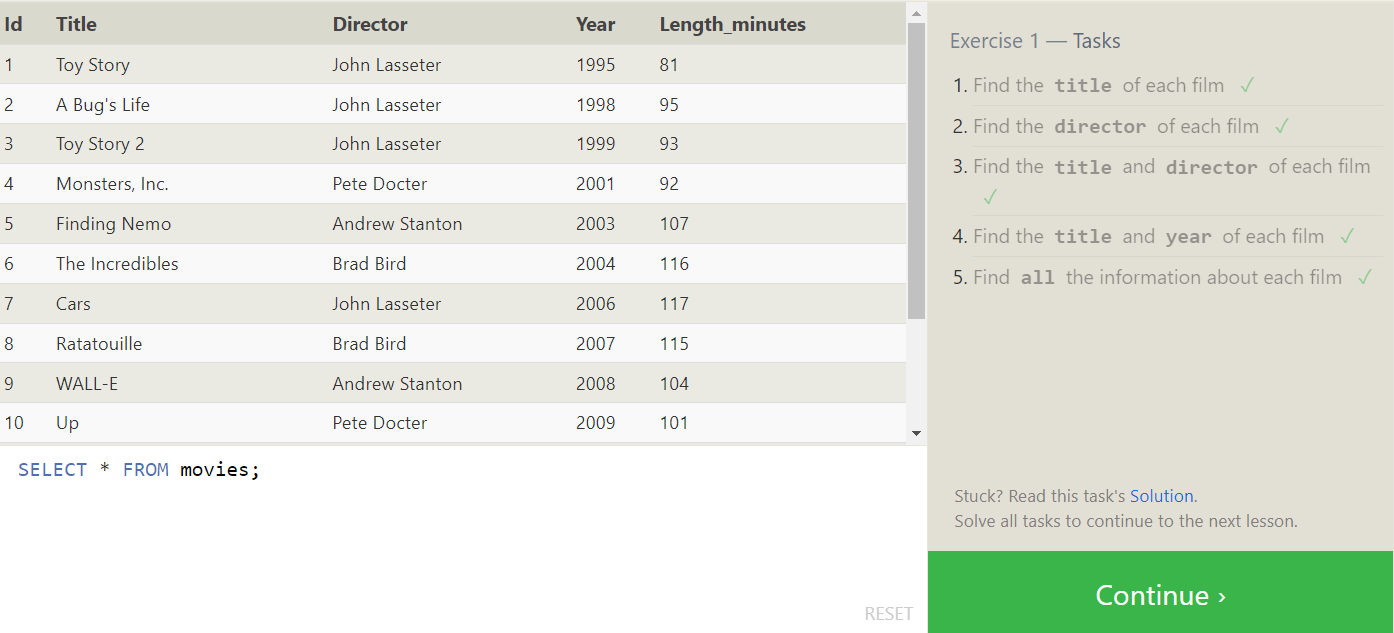 Id Title Director Year Length_minutes
1 Toy Story John Lasseter 1995 81
2 A Bug's Life John Lasseter 1998 95
3 Toy Story 2 John Lasseter 1999 93
4 Monsters, Inc. Pete Docter 2001 92
5 Finding Nemo Andrew Stanton 2003 107
6 The Incredibles Brad Bird 2004 116
7 Cars John Lasseter 2006 117
8 Ratatouille Brad Bird 2007 115
9 WALL-E Andrew Stanton 2008 104
10 Up Pete Docter 2009 101
SELECT * FROM movies;
RESET
Exercise 1 — Tasks
1. Find the title of each film ✓
2. Find the director of each film ✓
3. Find the title and director of each film
✓
4. Find the title and year of each film ✓
5. Find all the information about each film ✓
Stuck? Read this task's Solution.
Solve all tasks to continue to the next lesson.
Continue ›